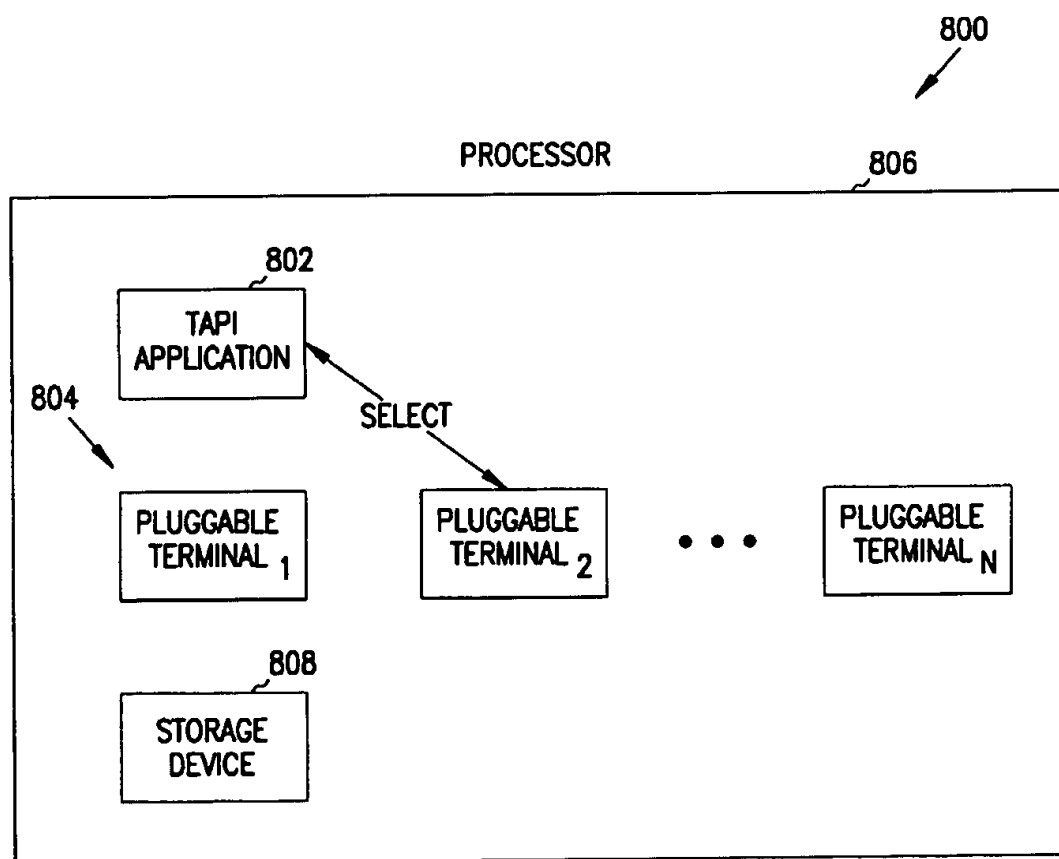 800
PROCESSOR
806
802
TAPI
APPLICATION
804
SELECT
PLUGGABLE
TERMINAL 1
PLUGGABLE
TERMINAL 2
PLUGGABLE
TERMINAL N
808
STORAGE
DEVICE